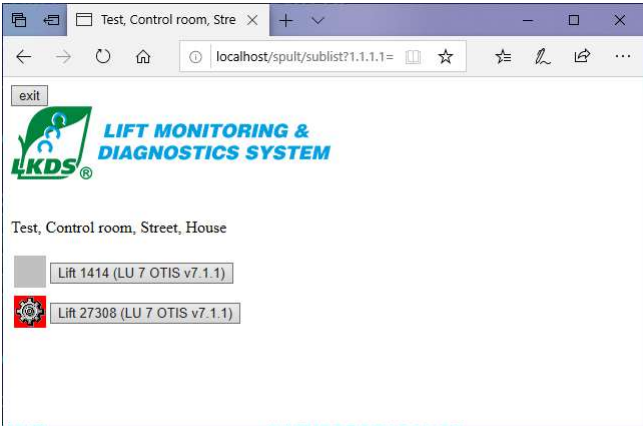 Test, Control room, Stre
localhost/spult/sublist?1.1.1.1=
exit
LIFT MONITORING &
DIAGNOSTICS SYSTEM
LKDS®
Test, Control room, Street, House
Lift 1414 (LU 7 OTIS v7.1.1)
Lift 27308 (LU 7 OTIS v7.1.1)